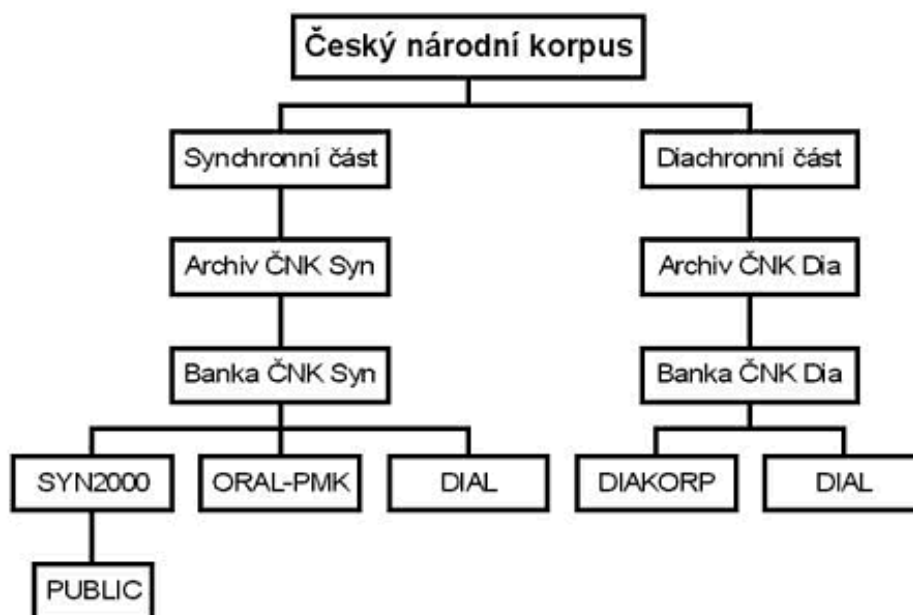 Český národní korpus
Synchronní část
Diachronní část
Archiv ČNK Syn
Archiv ČNK Dia
Banka ČNK Syn
Banka ČNK Dia
SYN2000
ORAL-PMK
DIAL
DIAKORP
DIAL
PUBLIC